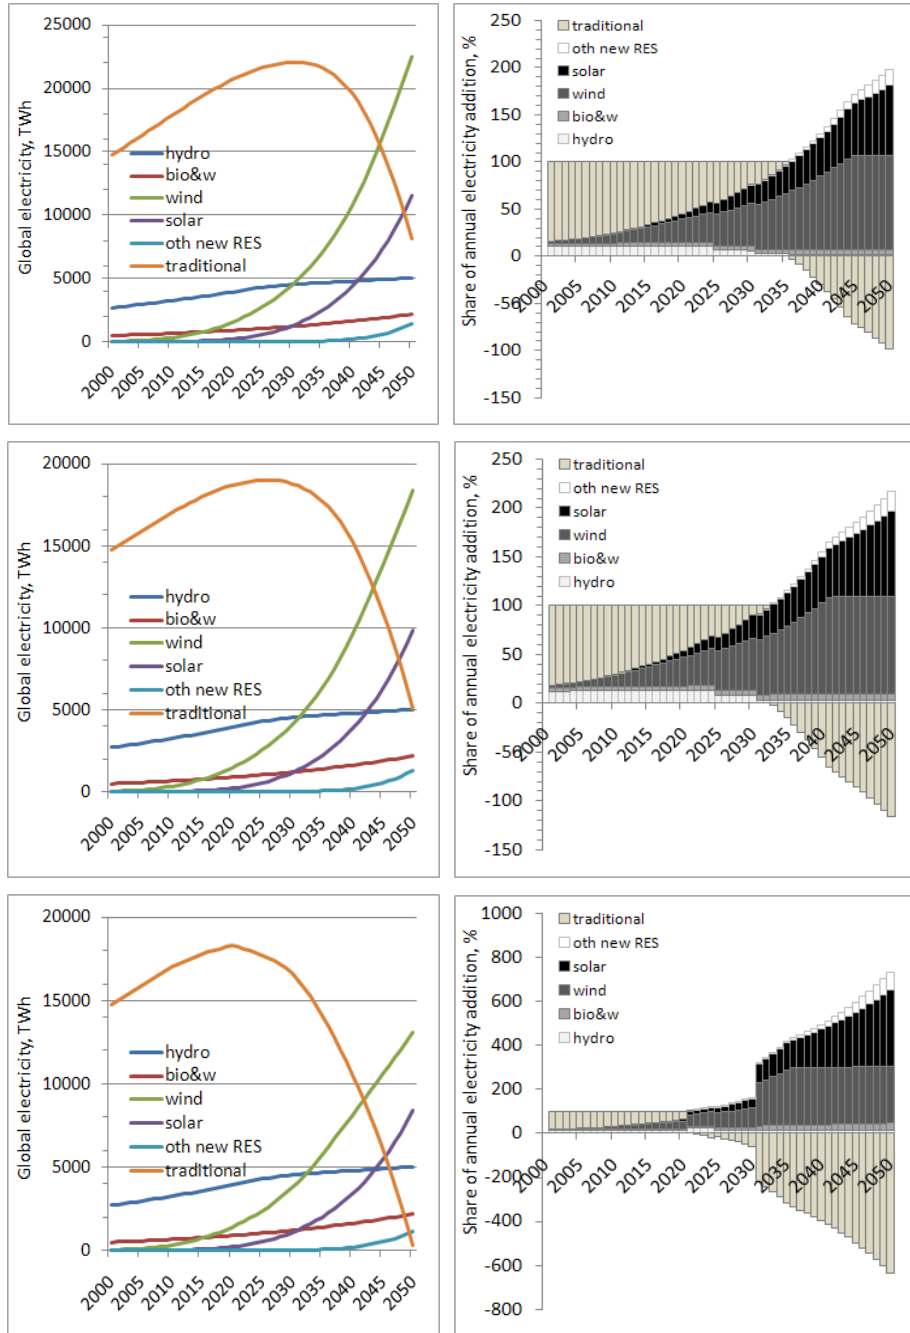 Global electricity, TWh
25000
20000
15000
10000
5000
0
hydro
bio&w
wind
solar
oth new RES
traditional
2000 2005 2010 2015 2020 2025 2030 2035 2040 2045 2050
Share of annual electricity addition, %
250
200
150
100
50
0
-50
-100
-150
traditional
oth new RES
solar
wind
bio&w
hydro
2000 2005 2010 2015 2020 2025 2030 2035 2040 2045 2050
Global electricity, TWh
20000
15000
10000
5000
0
hydro
bio&w
wind
solar
oth new RES
traditional
2000 2005 2010 2015 2020 2025 2030 2035 2040 2045 2050
Share of annual electricity addition, %
250
200
150
100
50
0
-50
-100
-150
traditional
oth new RES
solar
wind
bio&w
hydro
2000 2005 2010 2015 2020 2025 2030 2035 2040 2045 2050
Global electricity, TWh
20000
15000
10000
5000
0
hydro
bio&w
wind
solar
oth new RES
traditional
2000 2005 2010 2015 2020 2025 2030 2035 2040 2045 2050
Share of annual electricity addition, %
1000
800
600
400
200
0
-200
-400
-600
-800
traditional
oth new RES
solar
wind
bio&w
hydro
2000 2005 2010 2015 2020 2025 2030 2035 2040 2045 2050